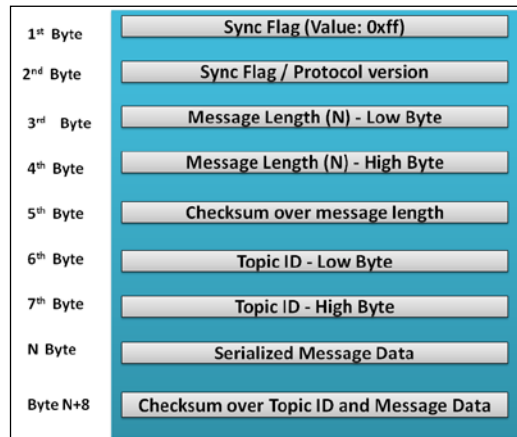 1st Byte Sync Flag (Value: 0xff)
2nd Byte Sync Flag / Protocol version
3rd Byte Message Length (N) - Low Byte
4th Byte Message Length (N) - High Byte
5th Byte Checksum over message length
6th Byte Topic ID - Low Byte
7th Byte Topic ID - High Byte
N Byte Serialized Message Data
Byte N+8 Checksum over Topic ID and Message Data